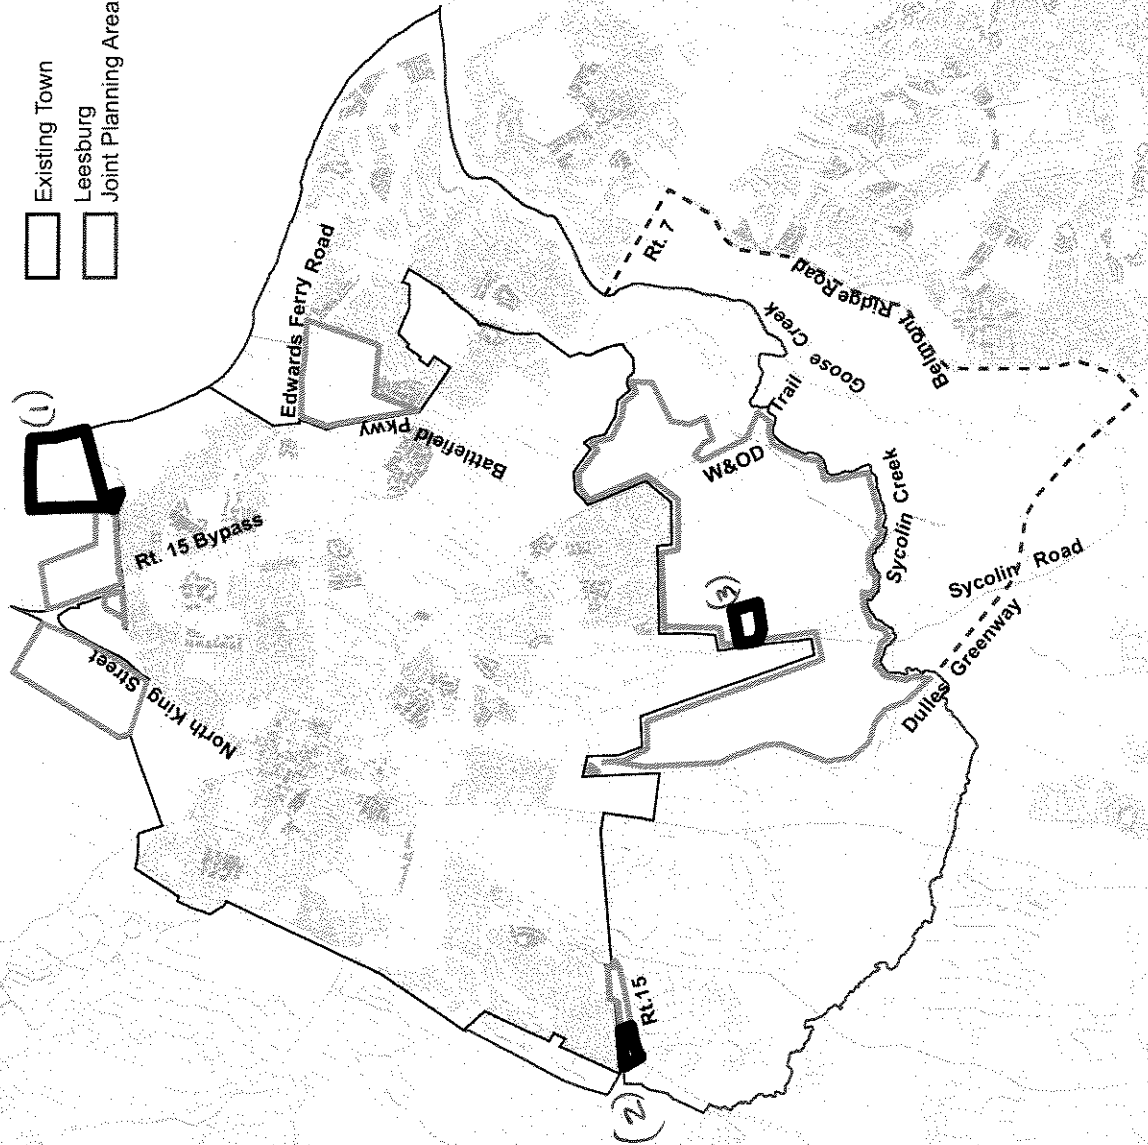 Existing Town
Leesburg
Joint Planning Area
(1)
Edwards Ferry Road
Rt. 7
Rt. 15 Bypass
Battlefield
Pkwy
Belmont Ridge Road
Goose Creek
Trail
W&OD
North King
Street
Sycolin Creek
(3)
Sycolin Road
Dulles Greenway
Rt.15
(2)